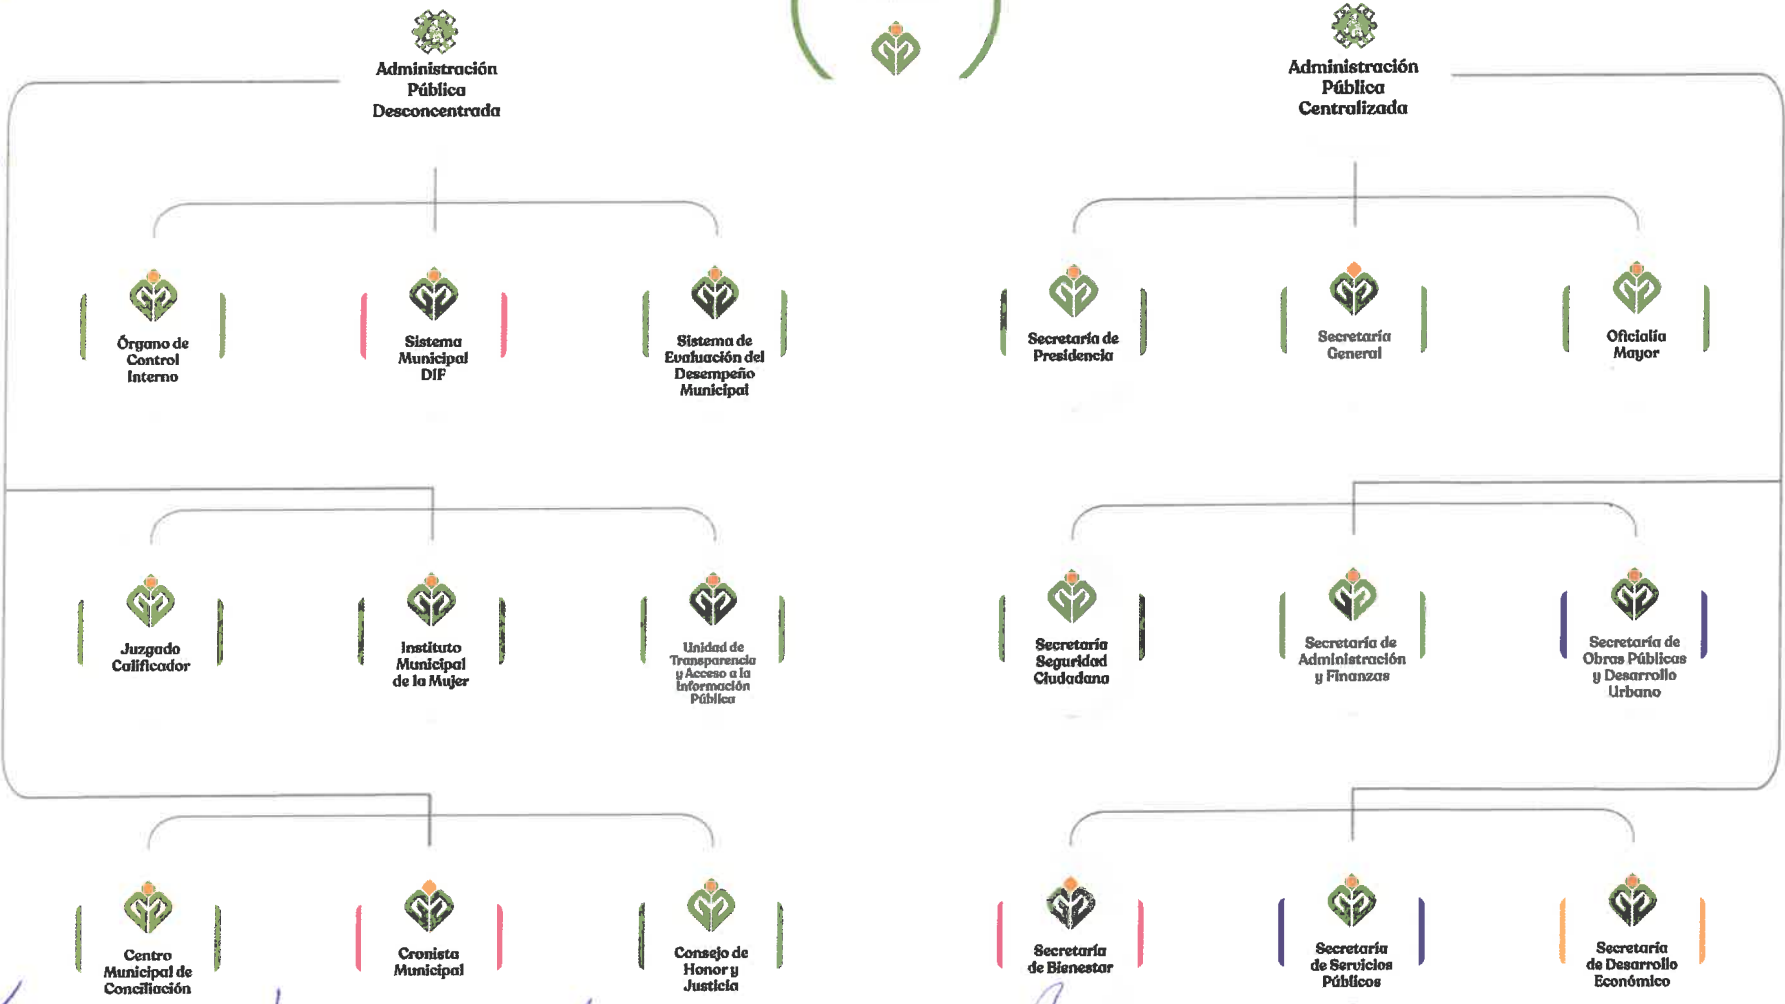 Administración
Pública
Desconcentrada
Administración
Pública
Centralizada
Órgano de
Control
Interno
Sistema
Municipal
DIF
Sistema de
Evaluación del
Desempeño
Municipal
Secretaría de
Presidencia
Secretaría
General
Oficialía
Mayor
Juzgado
Calificador
Instituto
Municipal
de la Mujer
Unidad de
Transparencia
y Acceso a la
Información
Pública
Secretaría
Seguridad
Ciudadana
Secretaría de
Administración
y Finanzas
Secretaría de
Obras Públicas
y Desarrollo
Urbano
Centro
Municipal de
Conciliación
Cronista
Municipal
Consejo de
Honor y
Justicia
Secretaría
de Bienestar
Secretaría
de Servicios
Públicos
Secretaría
de Desarrollo
Económico